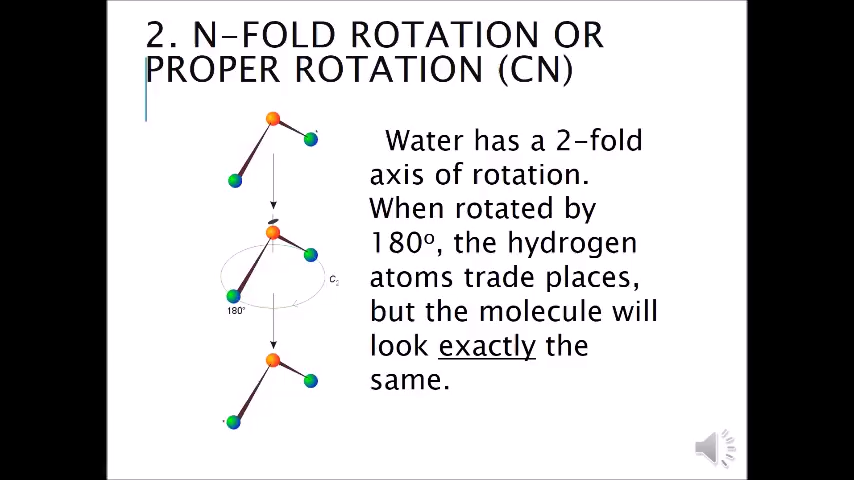 2. N-FOLD ROTATION OR
PROPER ROTATION (CN)
Water has a 2-fold
axis of rotation.
When rotated by
180º, the hydrogen
atoms trade places,
but the molecule will
look exactly the
same.
C₂
180°